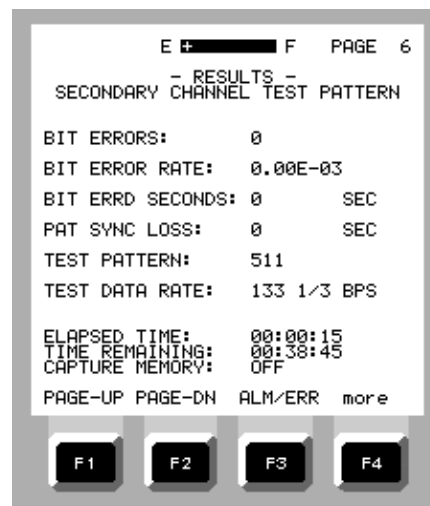 E + F PAGE 6
- RESULTS -
SECONDARY CHANNEL TEST PATTERN
BIT ERRORS: 0
BIT ERROR RATE: 0.00E-03
BIT ERRD SECONDS: 0 SEC
PAT SYNC LOSS: 0 SEC
TEST PATTERN: 511
TEST DATA RATE: 133 1/3 BPS
ELAPSED TIME: 00:00:15
TIME REMAINING: 00:38:45
CAPTURE MEMORY: OFF
PAGE-UP PAGE-DN ALM/ERR more
F1 F2 F3 F4